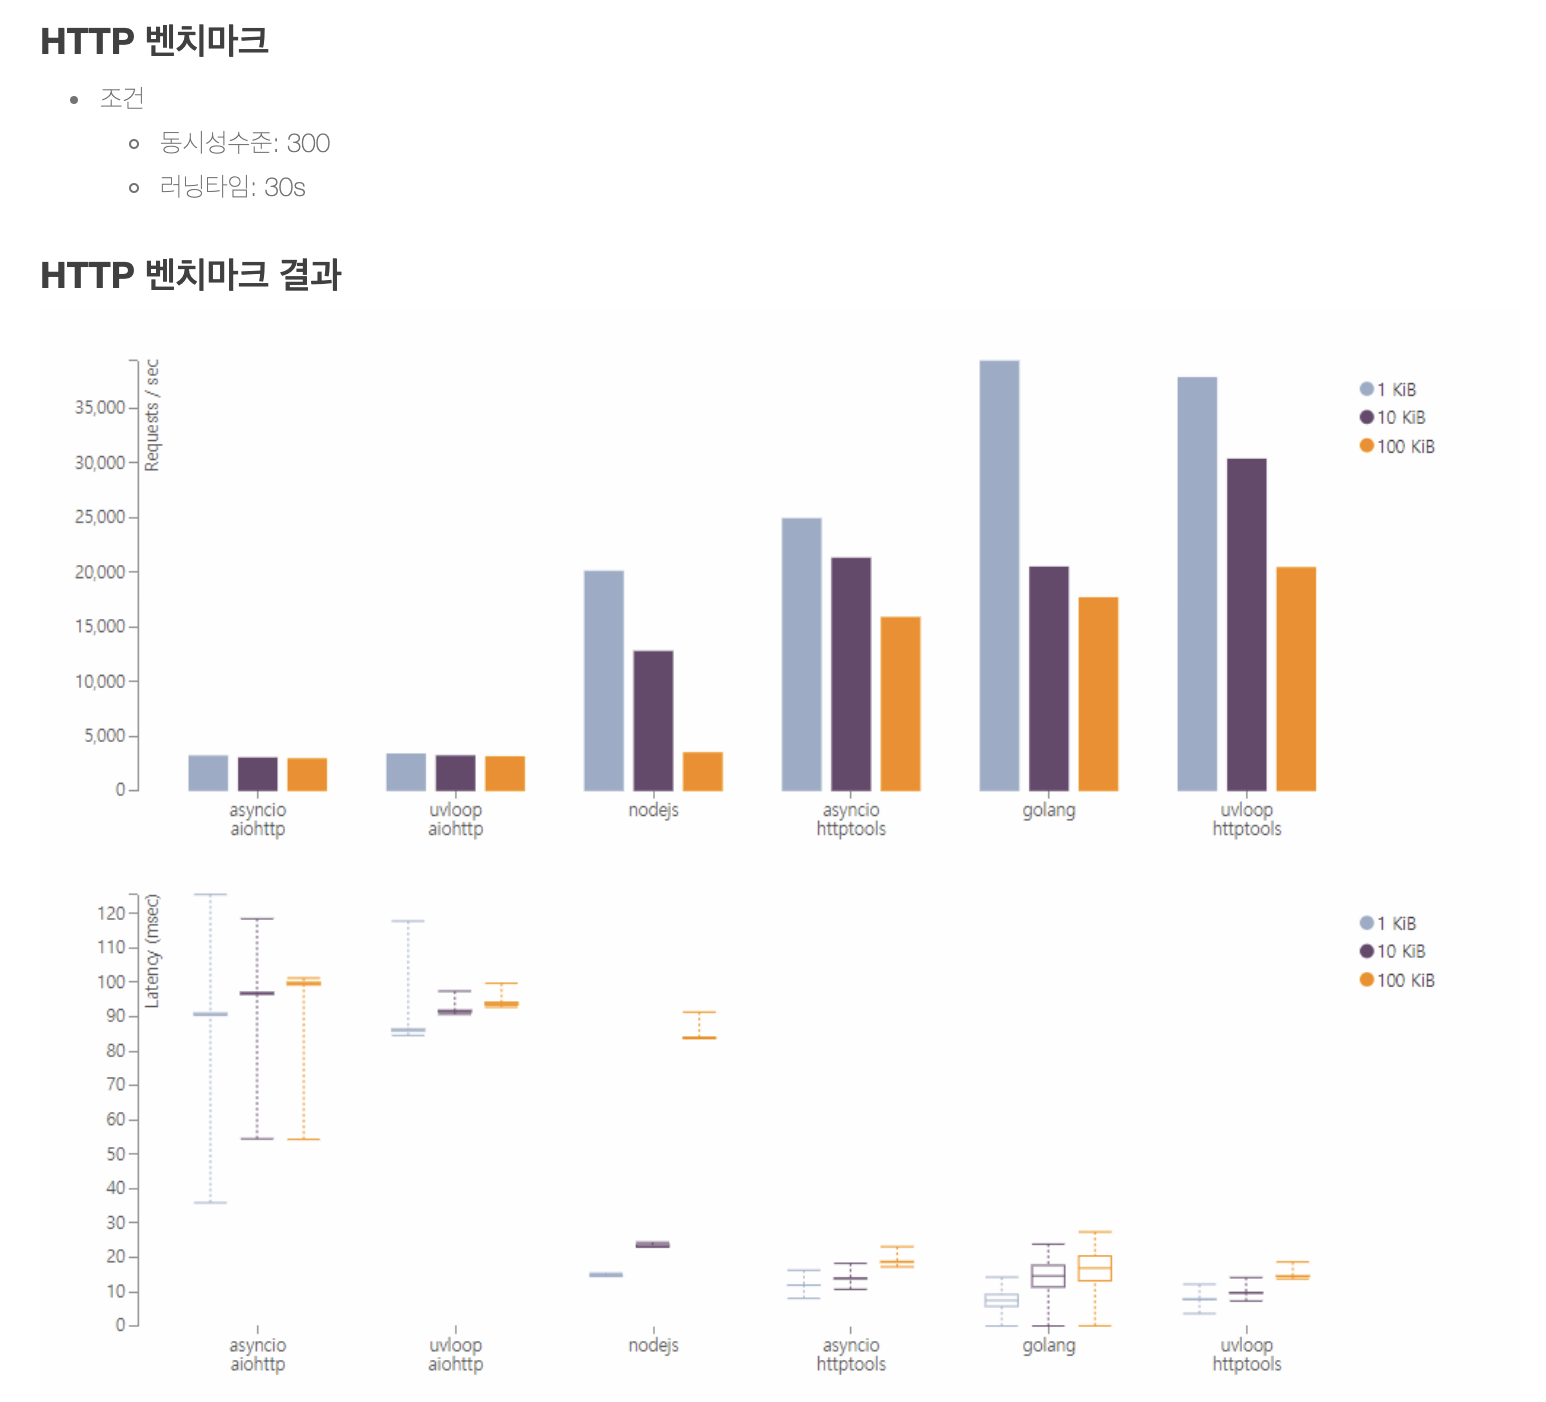 HTTP 벤치마크
조건
동시성수준: 300
러닝타임: 30s
HTTP 벤치마크 결과
Requests / sec
35,000
30,000
25,000
20,000
15,000
10,000
5,000
0
1 KiB
10 KiB
100 KiB
asyncio aiohttp
uvloop aiohttp
nodejs
asyncio httptools
golang
uvloop httptools
Latency (msec)
120
110
100
90
80
70
60
50
40
30
20
10
0
1 KiB
10 KiB
100 KiB
asyncio aiohttp
uvloop aiohttp
nodejs
asyncio httptools
golang
uvloop httptools